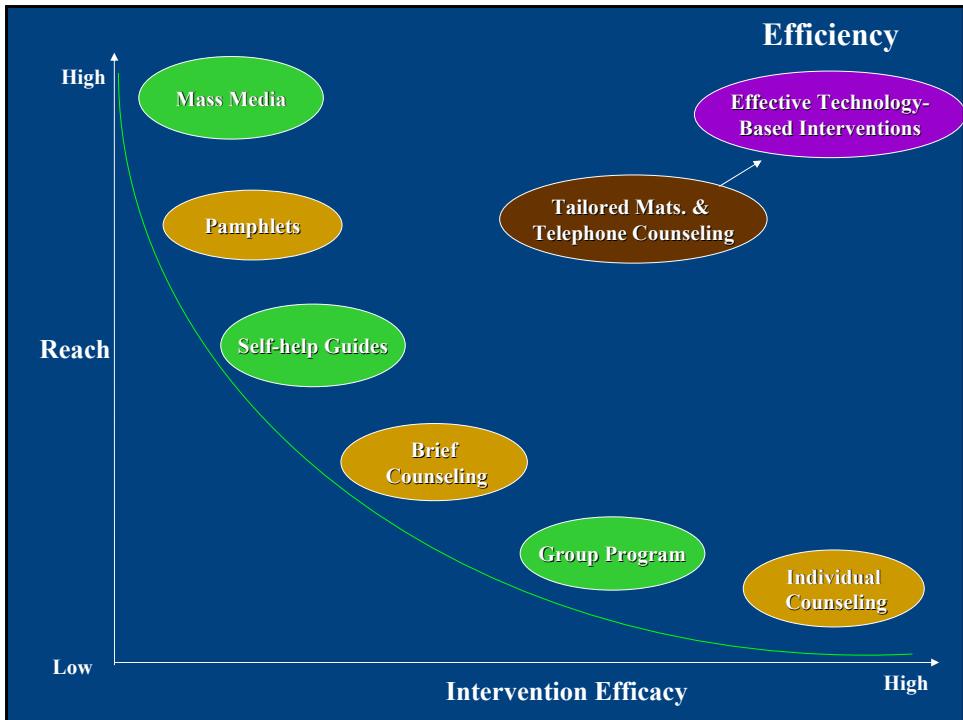 Efficiency
High
Mass Media
Effective Technology-
Based Interventions
Tailored Mats. &
Telephone Counseling
Pamphlets
Reach
Self-help Guides
Brief
Counseling
Group Program
Individual
Counseling
Low
Intervention Efficacy
High